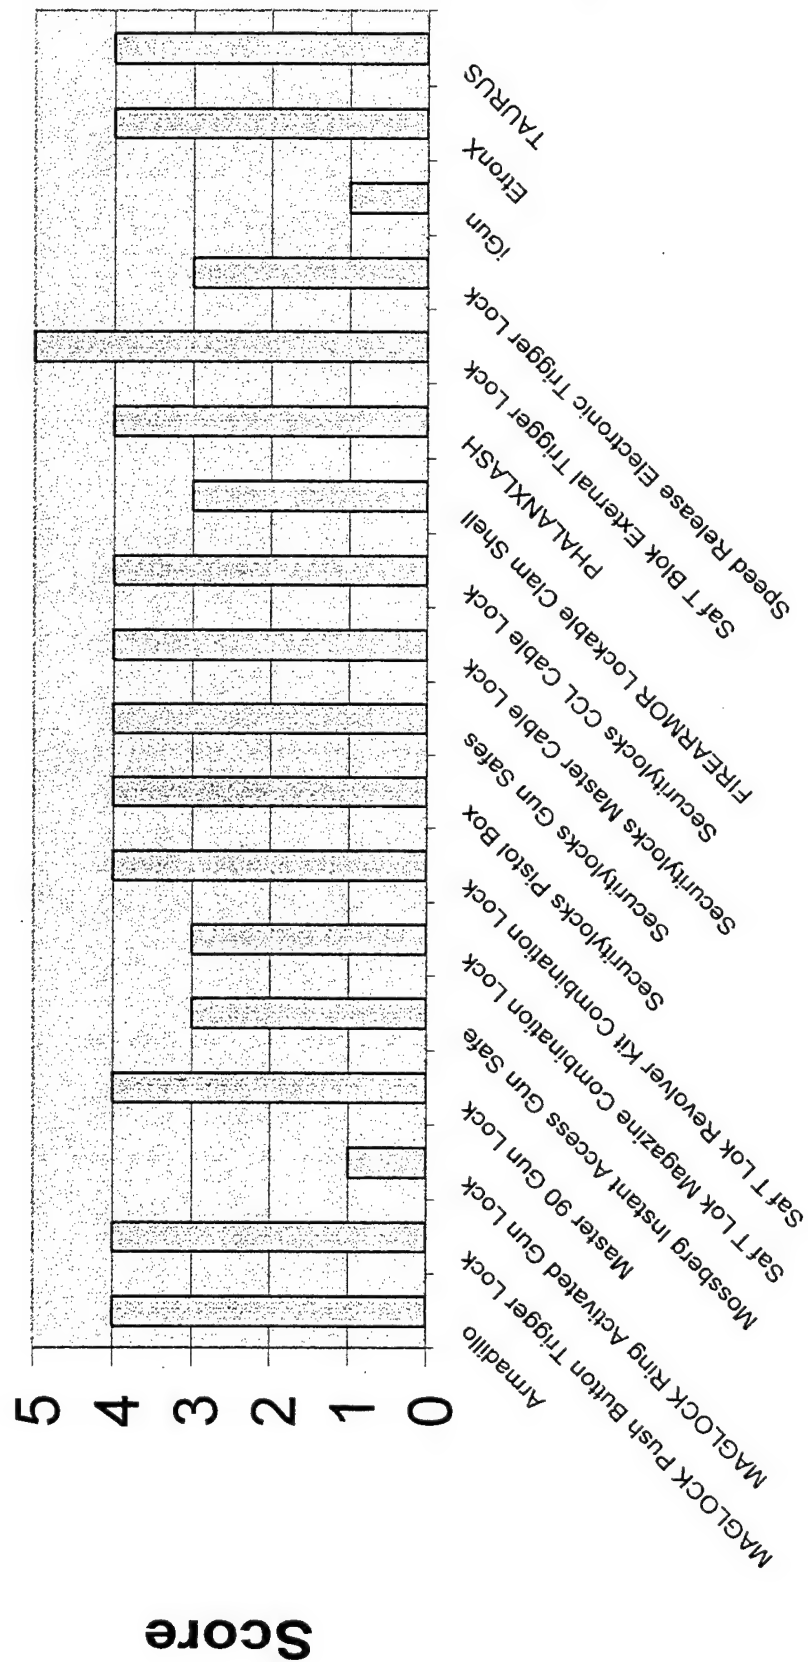 Score
5
4
3
2
1
0
Armadillo
MAGLOCK Push Button Trigger Lock
MAGLOCK Ring Activated Gun Lock
Master 90 Gun Lock
Mossberg Instant Access Gun Safe
Saf T Lok Magazine Combination Lock
Saf T Lok Revolver Kit Combination Lock
Securitylocks Pistol Box
Securitylocks Gun Safes
Securitylocks Master Cable Lock
Securitylocks CCL Cable Lock
FIREARMOR Lockable Clam Shell
PHALANXLASH
Saf T Blok External Trigger Lock
Speed Release Electronic Trigger Lock
iGun
EtronX
TAURUS